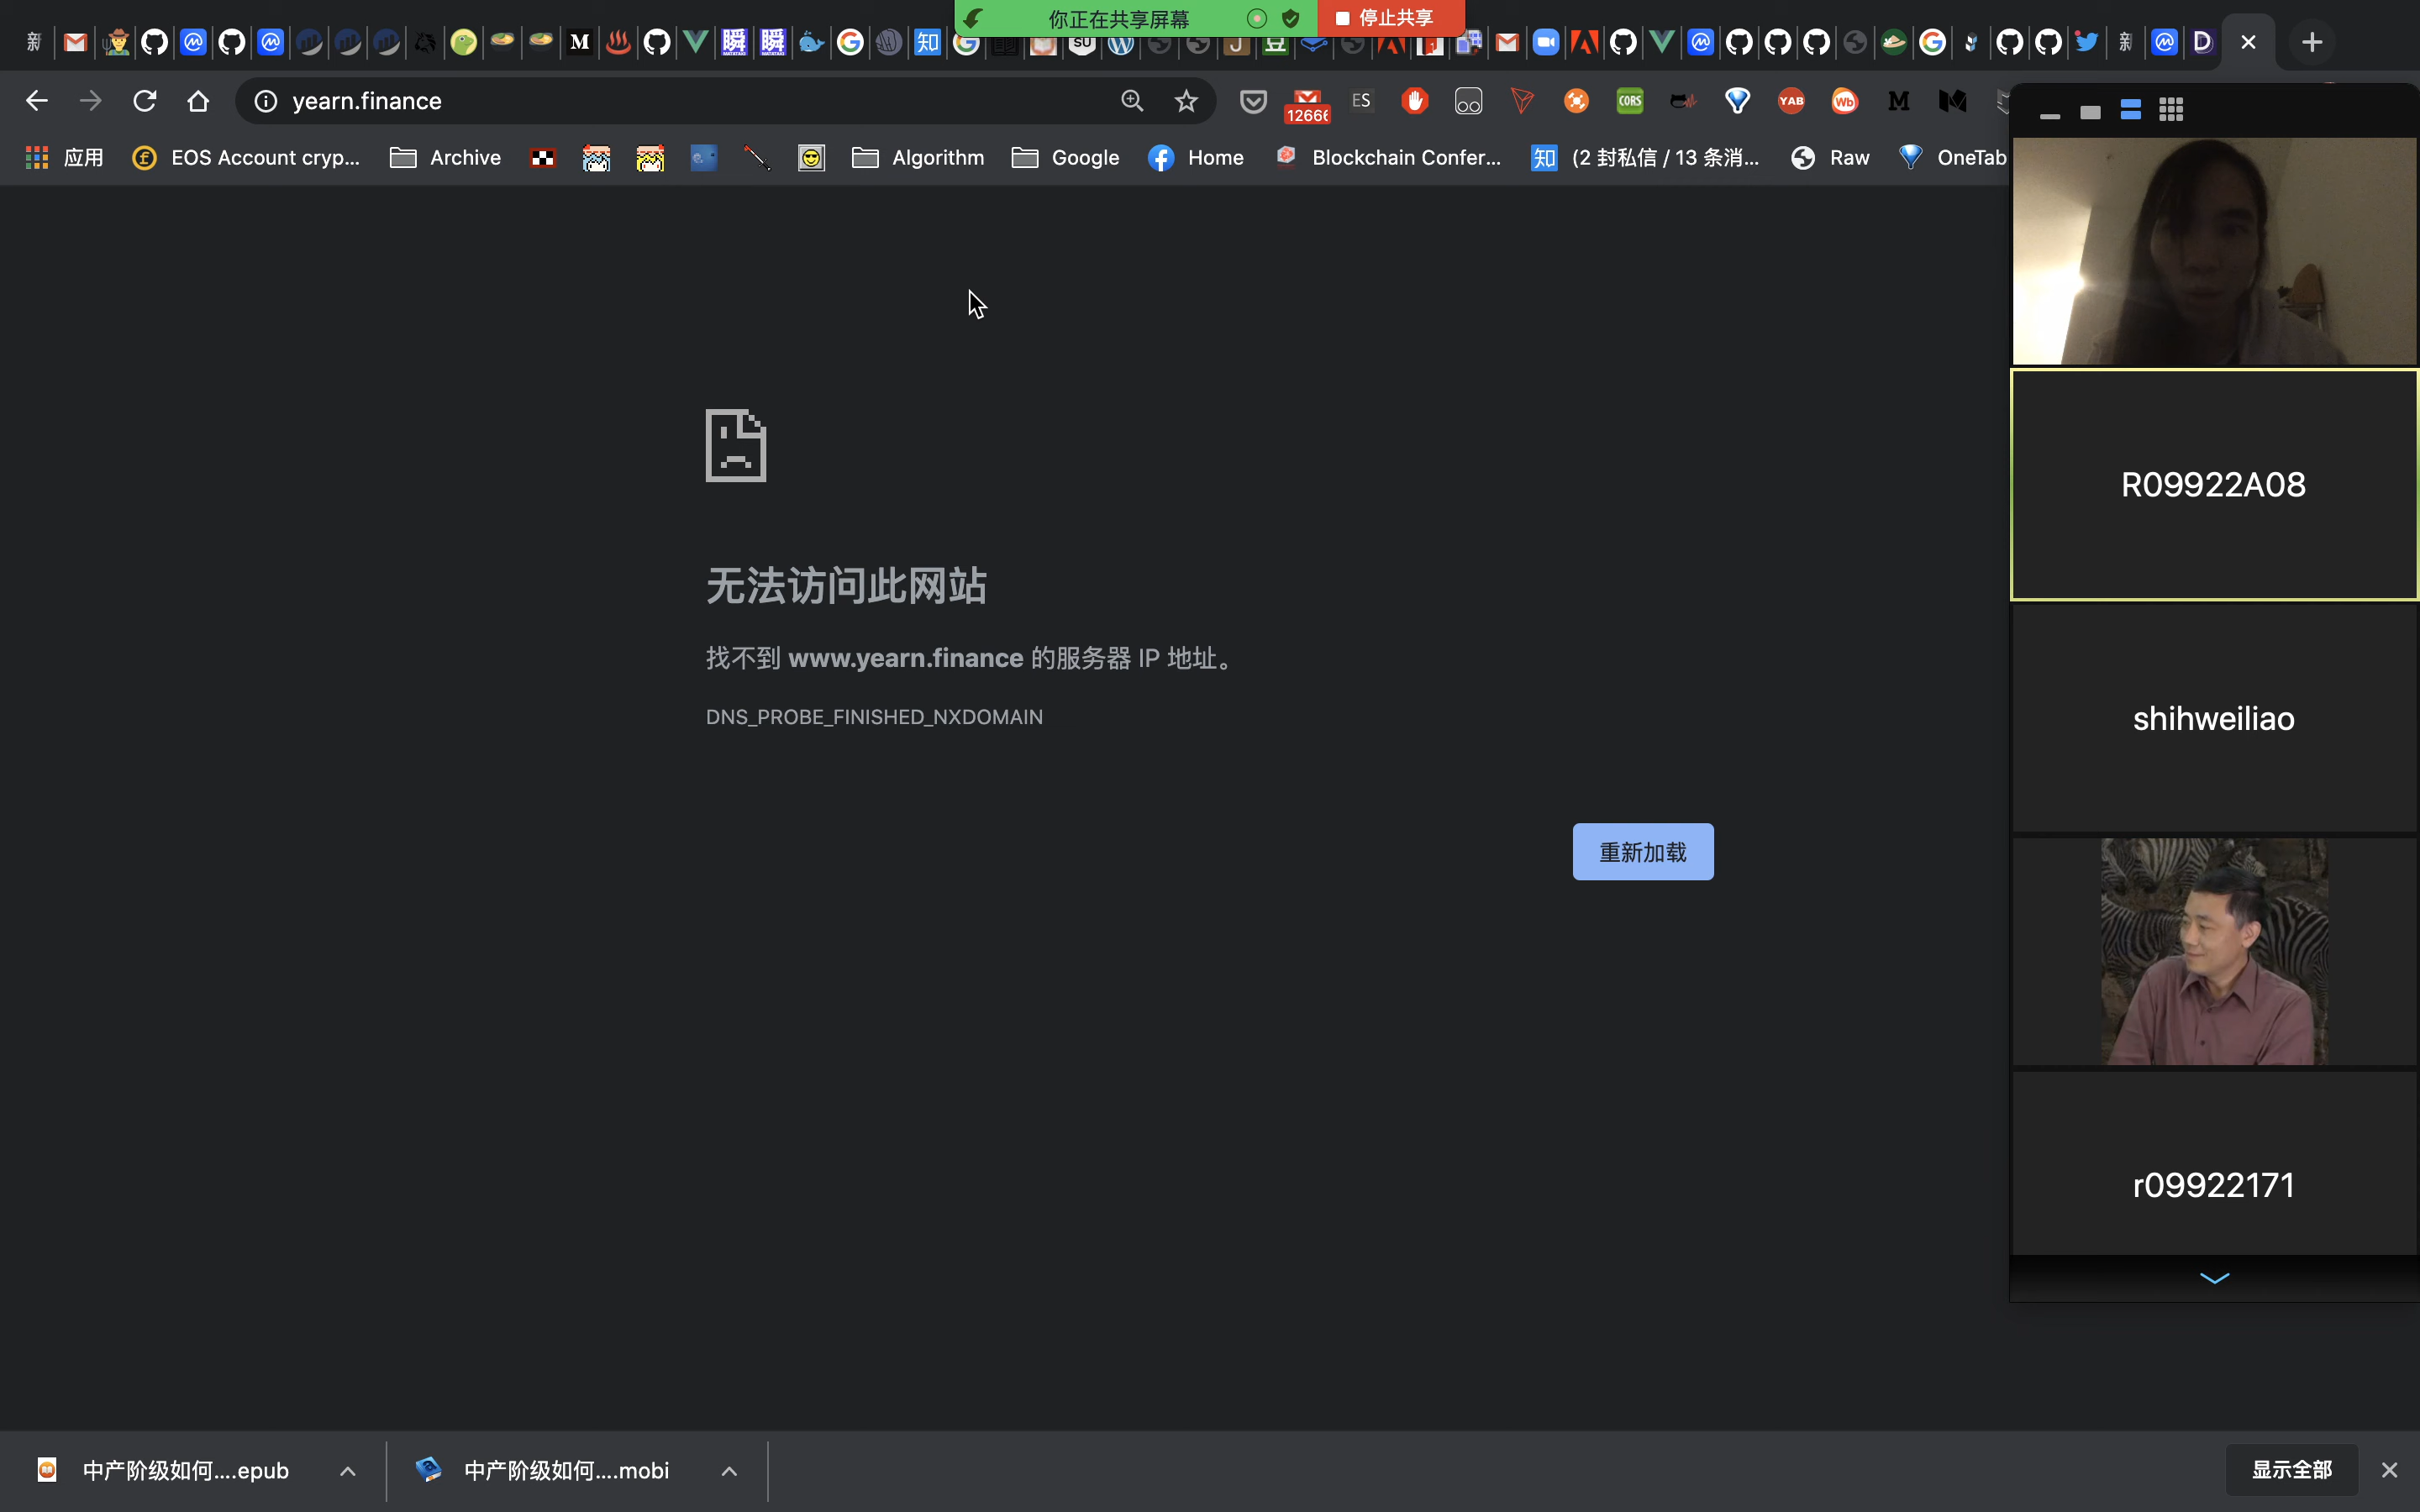 你正在共享屏幕
停止共享
yearn.finance
12666
ES
CORS
YAB
Wb
应用
EOS Account cryp...
Archive
Algorithm
Google
Home
Blockchain Confer...
知
(2 封私信 / 13 条消...
Raw
OneTab
R09922A08
无法访问此网站
找不到 www.yearn.finance 的服务器 IP 地址。
DNS_PROBE_FINISHED_NXDOMAIN
shihweiliao
重新加载
r09922171
中产阶级如何....epub
中产阶级如何....mobi
显示全部